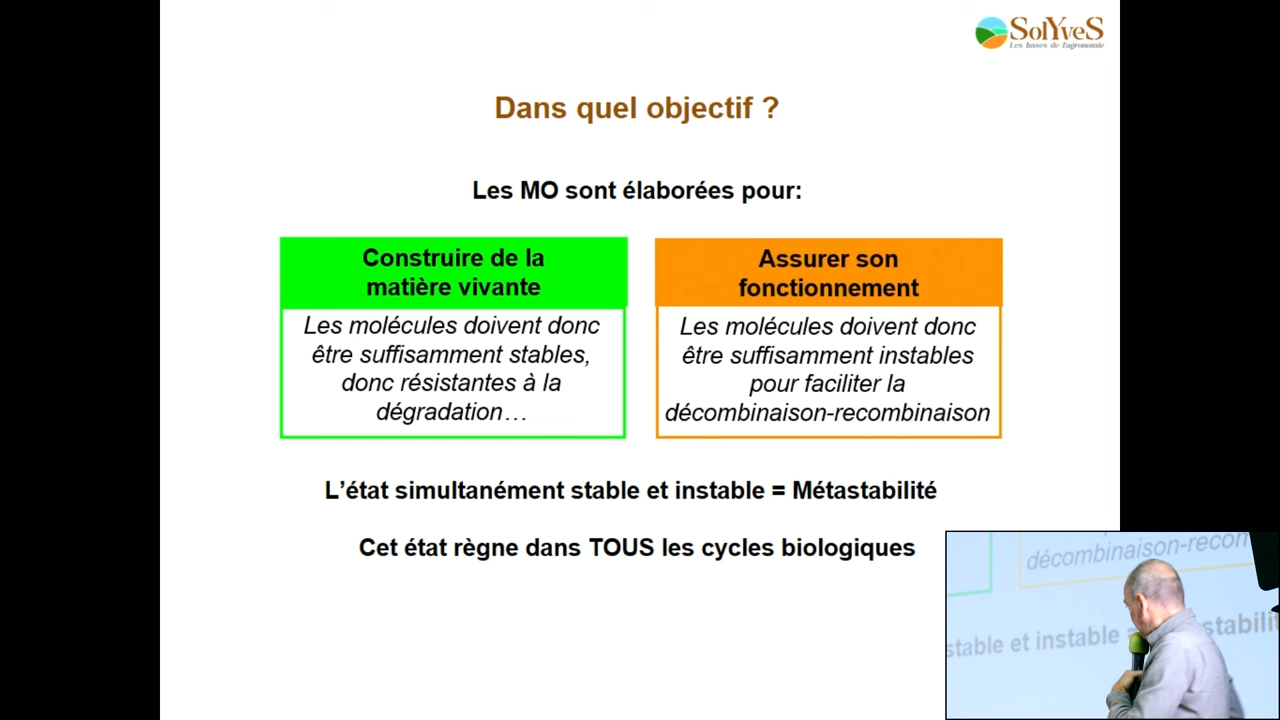 SolYveS
Les bases de l'agronomie
Dans quel objectif ?
Les MO sont élaborées pour:
Construire de la
matière vivante
Les molécules doivent donc
être suffisamment stables,
donc résistantes à la
dégradation…
Assurer son
fonctionnement
Les molécules doivent donc
être suffisamment instables
pour faciliter la
décombinaison-recombinaison
L'état simultanément stable et instable = Métastabilité
Cet état règne dans TOUS les cycles biologiques
décombinaison-recom
stable et instable = stabili